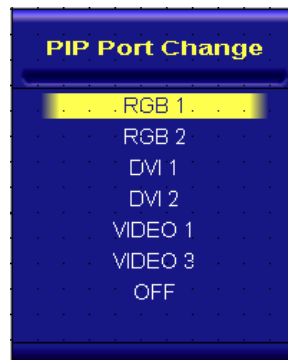 PIP Port Change
RGB 1
RGB 2
DVI 1
DVI 2
VIDEO 1
VIDEO 3
OFF